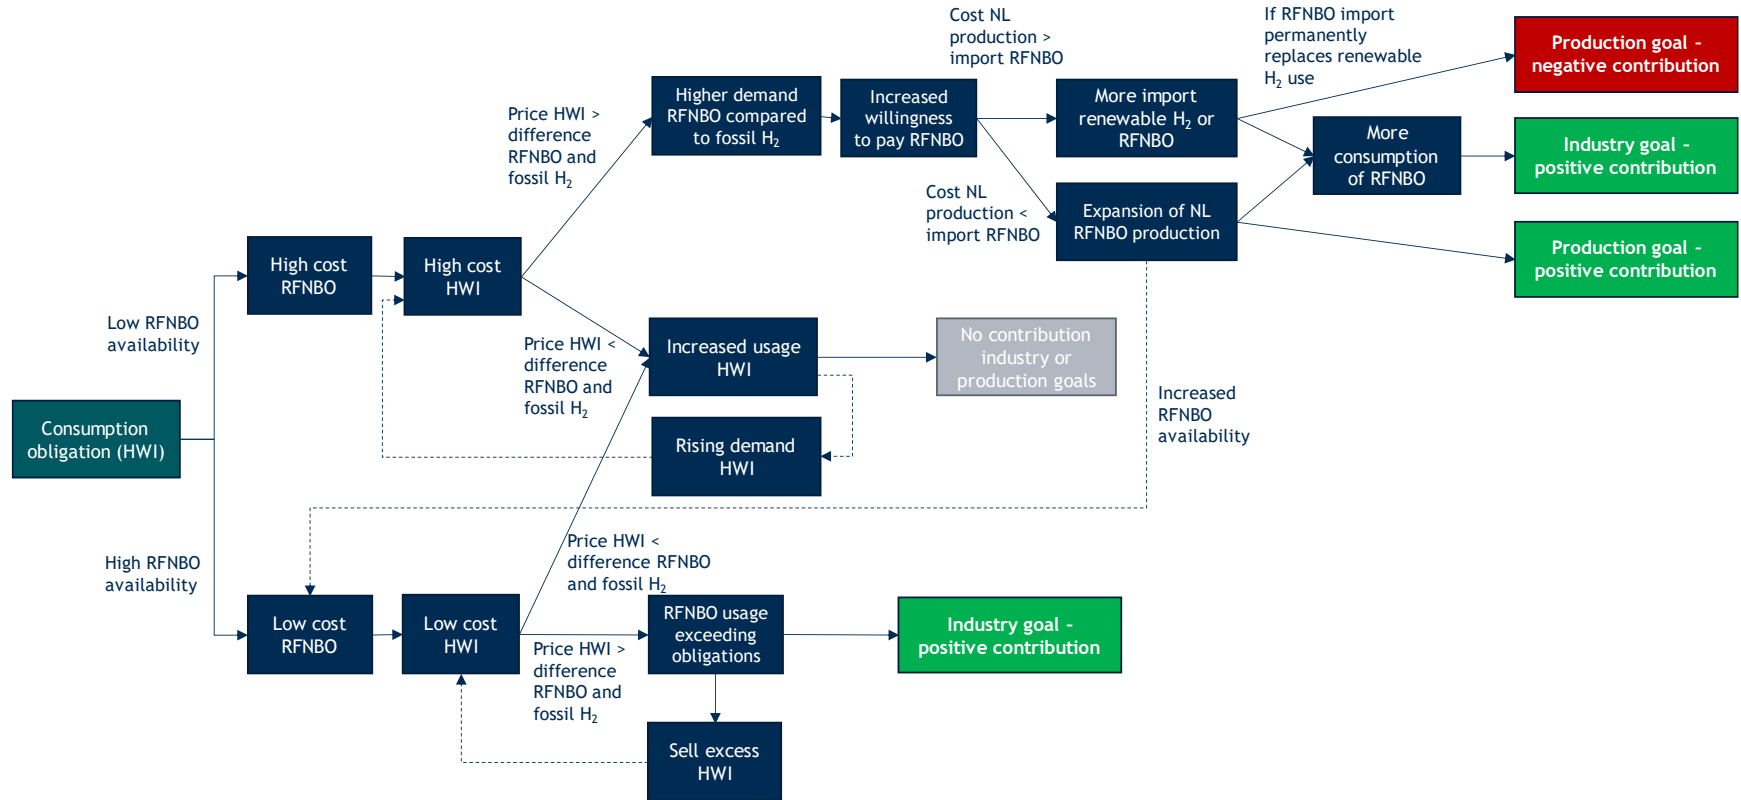 Cost NL
production >
import RFNBO
If RFNBO import
permanently
replaces renewable
H₂ use
Production goal –
negative contribution
Price HWI >
difference
RFNBO and
fossil H₂
Higher demand
RFNBO compared
to fossil H₂
Increased
willingness
to pay RFNBO
More import
renewable H₂ or
RFNBO
More
consumption
of RFNBO
Industry goal –
positive contribution
Cost NL
production <
import RFNBO
Expansion of NL
RFNBO production
Production goal –
positive contribution
High cost
RFNBO
High cost
HWI
Low RFNBO
availability
Price HWI <
difference
RFNBO and
fossil H₂
Increased usage
HWI
No contribution
industry or
production goals
Increased
RFNBO
availability
Consumption
obligation (HWI)
Rising demand
HWI
High RFNBO
availability
Price HWI <
difference RFNBO
and fossil H₂
Low cost
RFNBO
Low cost
HWI
RFNBO usage
exceeding
obligations
Industry goal –
positive contribution
Price HWI >
difference
RFNBO and
fossil H₂
Sell excess
HWI